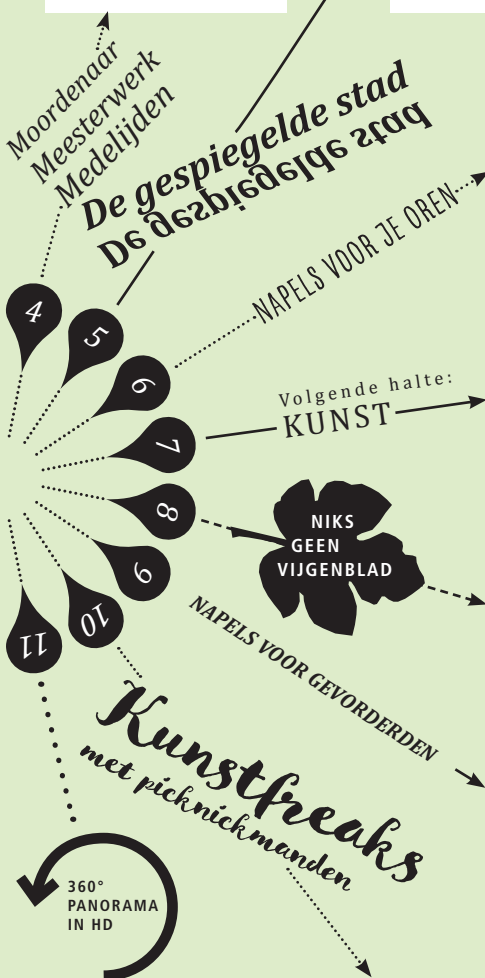 Moordenaar
Meesterwerk
Medelijden
De gespiegelde stad
De gespiegelde stad
NAPELS VOOR JE OREN
Volgende halte:
KUNST
NIKS
GEEN
VIJGENBLAD
NAPELS VOOR GEVORDERDEN
Kunstfreaks
met picknickmanden
360°
PANORAMA
IN HD
4
5
6
7
8
9
10
11